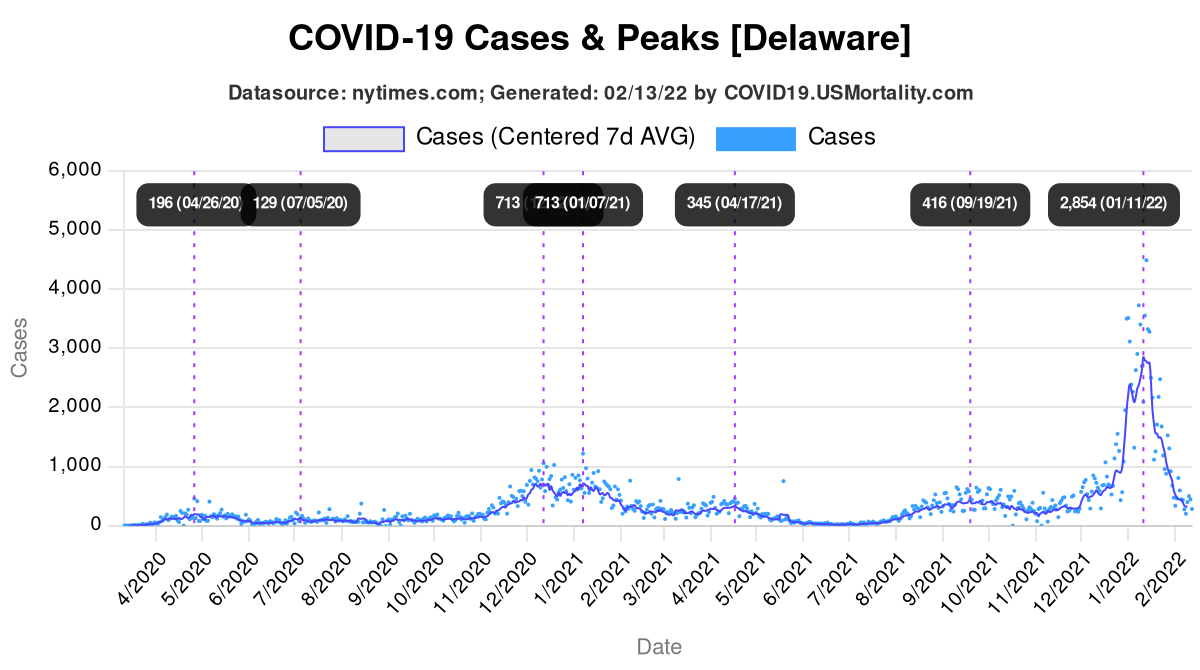 COVID-19 Cases & Peaks [Delaware]
Datasource: nytimes.com; Generated: 02/13/22 by COVID19.USMortality.com
Cases (Centered 7d AVG) Cases
6,000
196 (04/26/20) 129 (07/05/20) 713 713 (01/07/21) 345 (04/17/21) 416 (09/19/21) 2,854 (01/11/22)
5,000
4,000
3,000
2,000
1,000
0
Cases
4/2020 5/2020 6/2020 7/2020 8/2020 9/2020 10/2020 11/2020 12/2020 1/2021 2/2021 3/2021 4/2021 5/2021 6/2021 7/2021 8/2021 9/2021 10/2021 11/2021 12/2021 1/2022 2/2022
Date